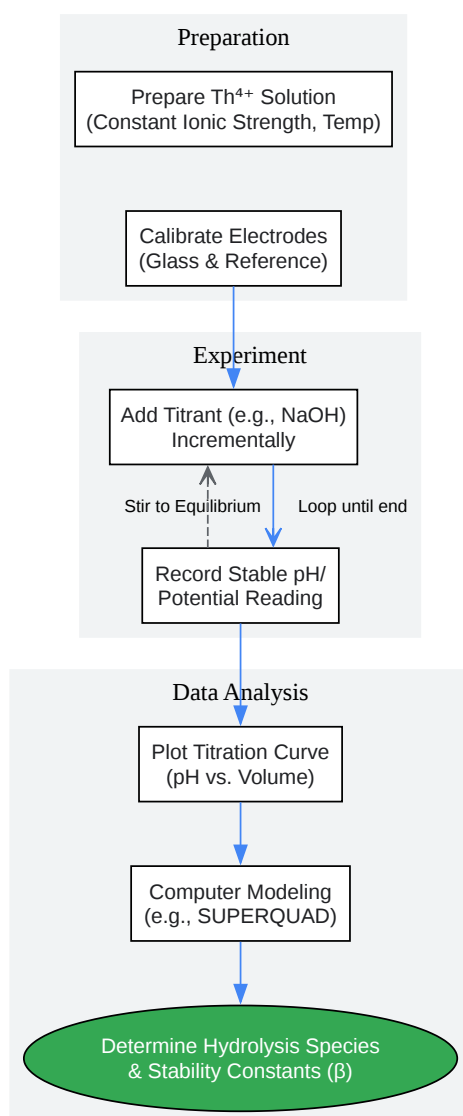 Preparation
Prepare Th⁴⁺ Solution
(Constant Ionic Strength, Temp)
Calibrate Electrodes
(Glass & Reference)
Experiment
Add Titrant (e.g., NaOH)
Incrementally
Stir to Equilibrium
Loop until end
Record Stable pH/
Potential Reading
Data Analysis
Plot Titration Curve
(pH vs. Volume)
Computer Modeling
(e.g., SUPERQUAD)
Determine Hydrolysis Species
& Stability Constants (β)